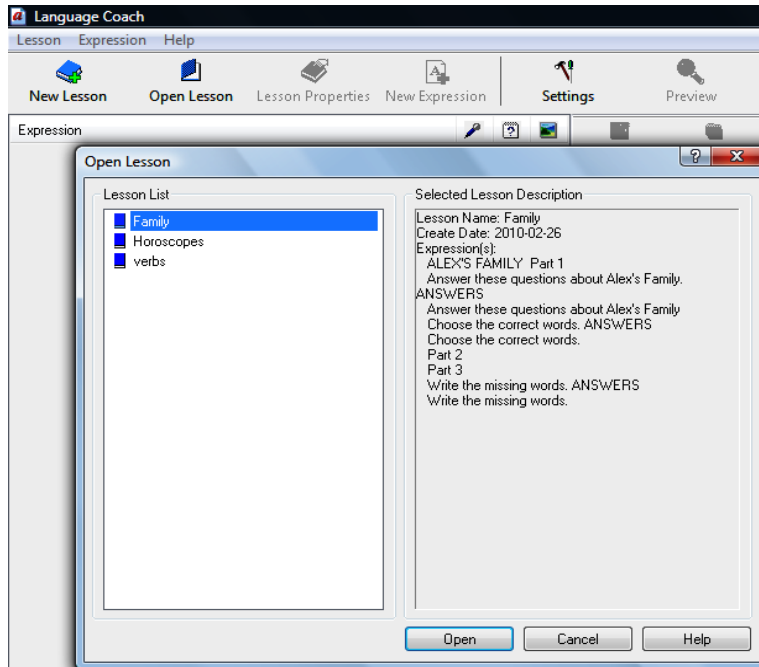 Language Coach
Lesson Expression Help
New Lesson Open Lesson Lesson Properties New Expression Settings Preview
Expression
Open Lesson
Lesson List
Family
Horoscopes
verbs
Selected Lesson Description
Lesson Name: Family
Create Date: 2010-02-26
Expression(s):
ALEX'S FAMILY Part 1
Answer these questions about Alex's Family.
ANSWERS
Answer these questions about Alex's Family
Choose the correct words. ANSWERS
Choose the correct words.
Part 2
Part 3
Write the missing words. ANSWERS
Write the missing words.
Open Cancel Help